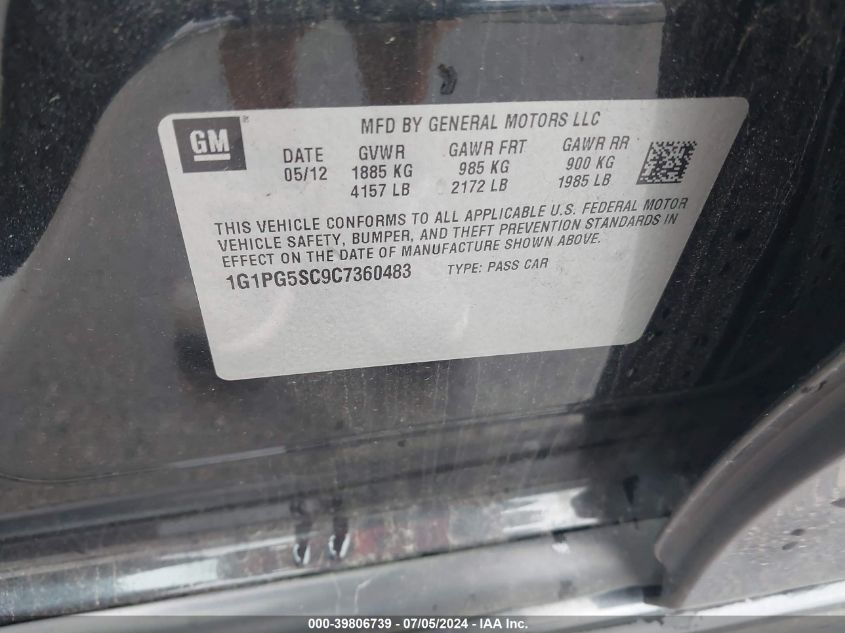 GM ®
MFD BY GENERAL MOTORS LLC
DATE GVWR GAWR FRT GAWR RR
05/12 1885 KG 985 KG 900 KG
4157 LB 2172 LB 1985 LB
THIS VEHICLE CONFORMS TO ALL APPLICABLE U.S. FEDERAL MOTOR
VEHICLE SAFETY, BUMPER, AND THEFT PREVENTION STANDARDS IN
EFFECT ON THE DATE OF MANUFACTURE SHOWN ABOVE.
1G1PG5SC9C7360483 TYPE: PASS CAR
000-39806739 - 07/05/2024 - IAA Inc.